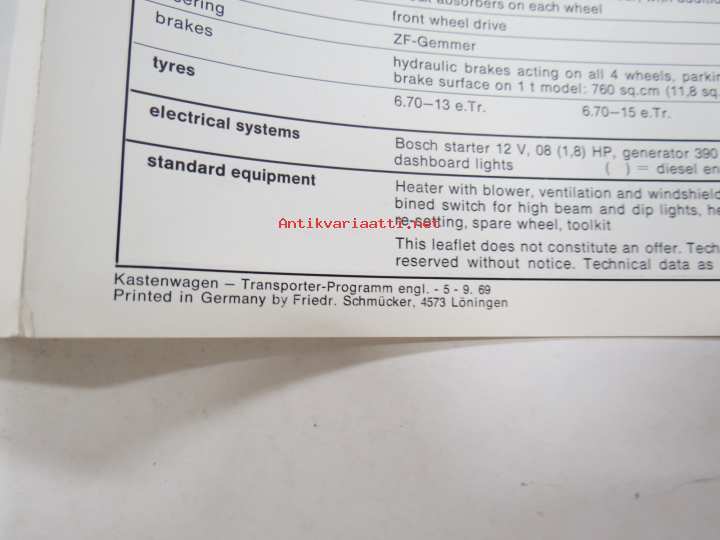 absorbers on each wheel
front wheel drive
brakes
ZF-Gemmer
tyres
hydraulic brakes acting on all 4 wheels,
brake surface on 1 t model: 760 sq.cm (11,8 sq.
6.70—13 e.Tr. 6.70—15 e.Tr.
electrical systems
Bosch starter 12 V, 08 (1,8) HP, generator 390
dashboard lights ( ) = diesel
standard equipment
Heater with blower, ventilation and windshield
bined switch for high beam and dip lights,
re-setting, spare wheel, toolkit
Antikvariaatti.net
This leaflet does not constitute an offer.
reserved without notice. Technical data as
Kastenwagen — Transporter-Programm engl. - 5 - 9. 69
Printed in Germany by Friedr. Schmücker, 4573 Löningen